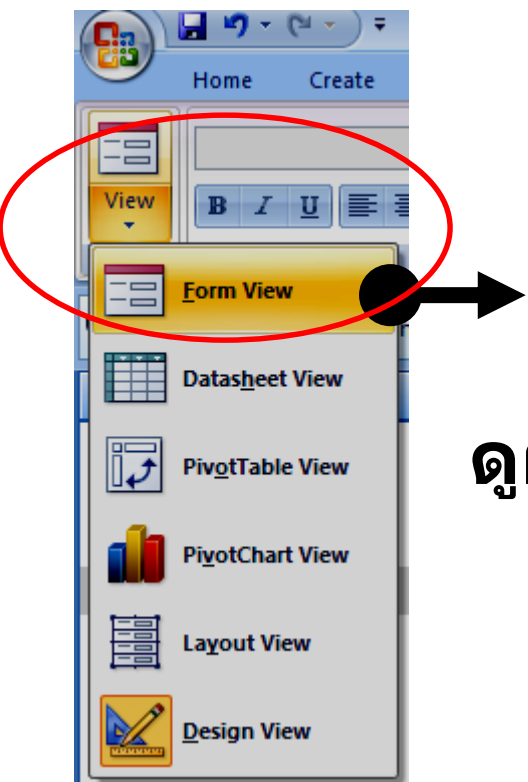 Home Create
View
B I U
Form View
Datasheet View
PivotTable View
PivotChart View
Layout View
Design View